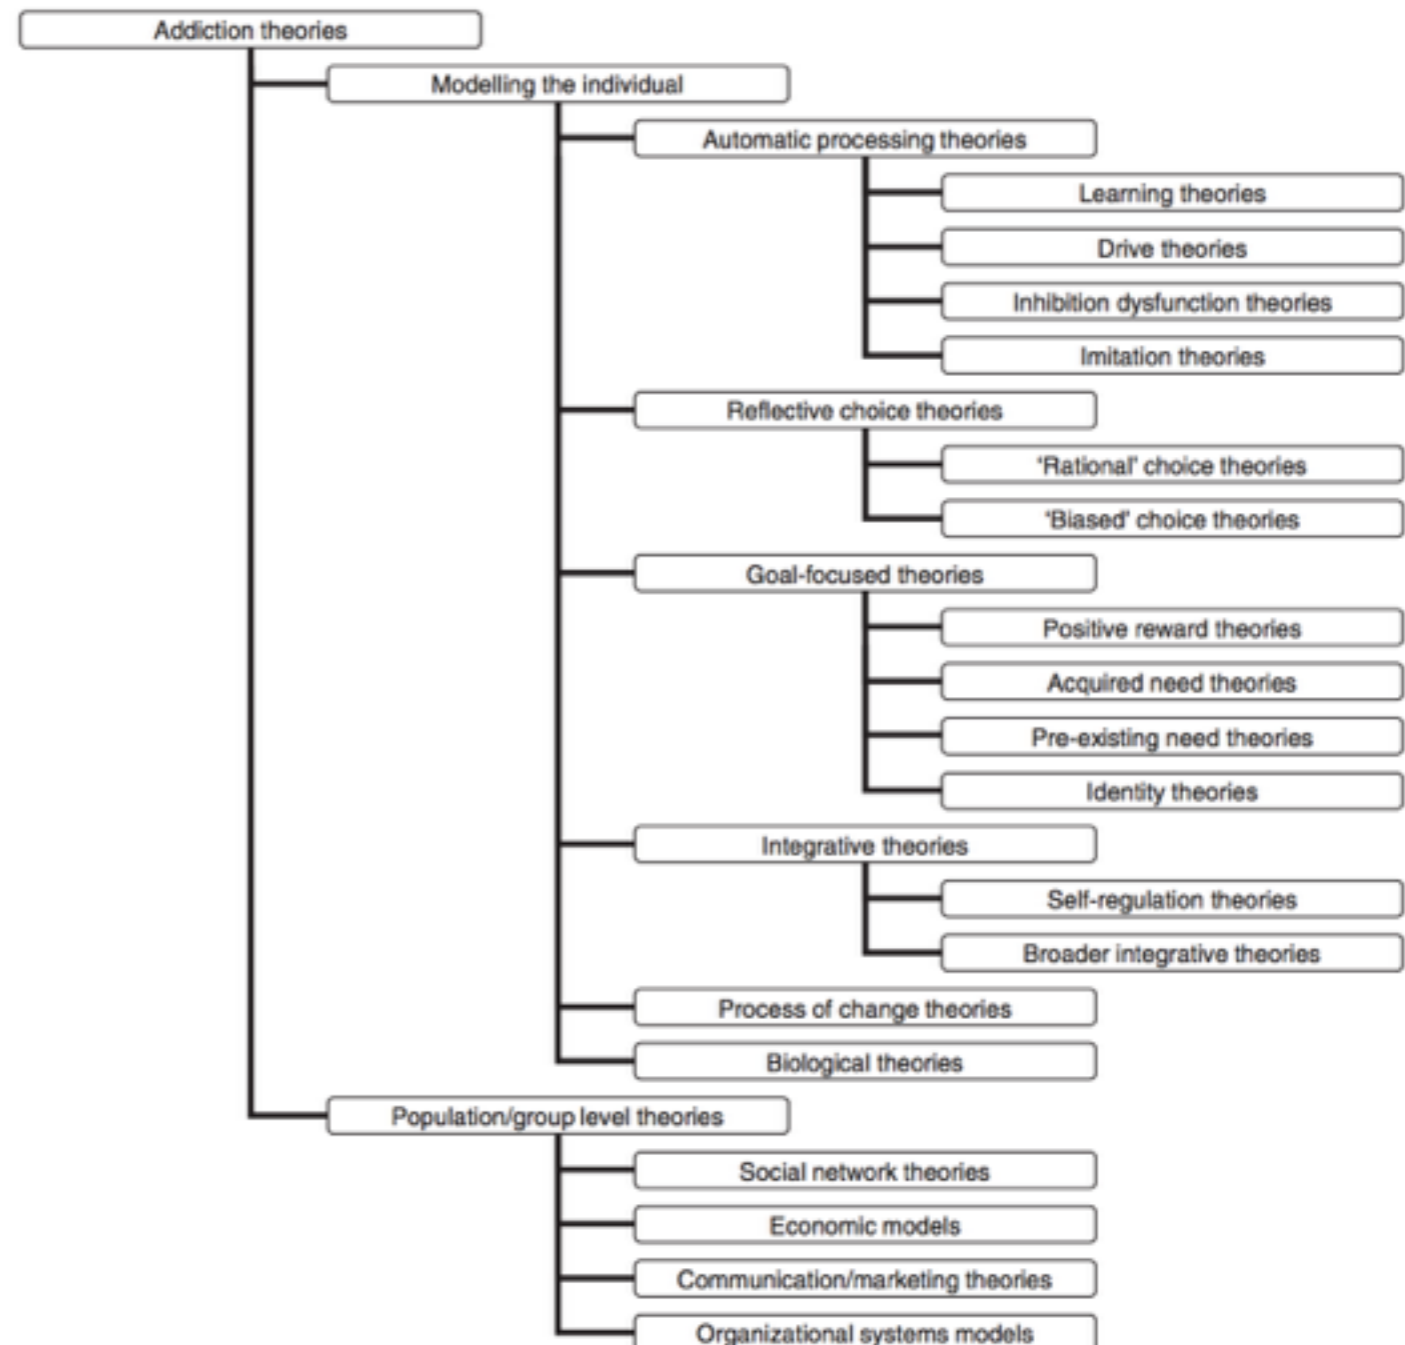 Addiction theories
Modelling the individual
Automatic processing theories
Learning theories
Drive theories
Inhibition dysfunction theories
Imitation theories
Reflective choice theories
'Rational' choice theories
'Biased' choice theories
Goal-focused theories
Positive reward theories
Acquired need theories
Pre-existing need theories
Identity theories
Integrative theories
Self-regulation theories
Broader integrative theories
Process of change theories
Biological theories
Population/group level theories
Social network theories
Economic models
Communication/marketing theories
Organizational systems models